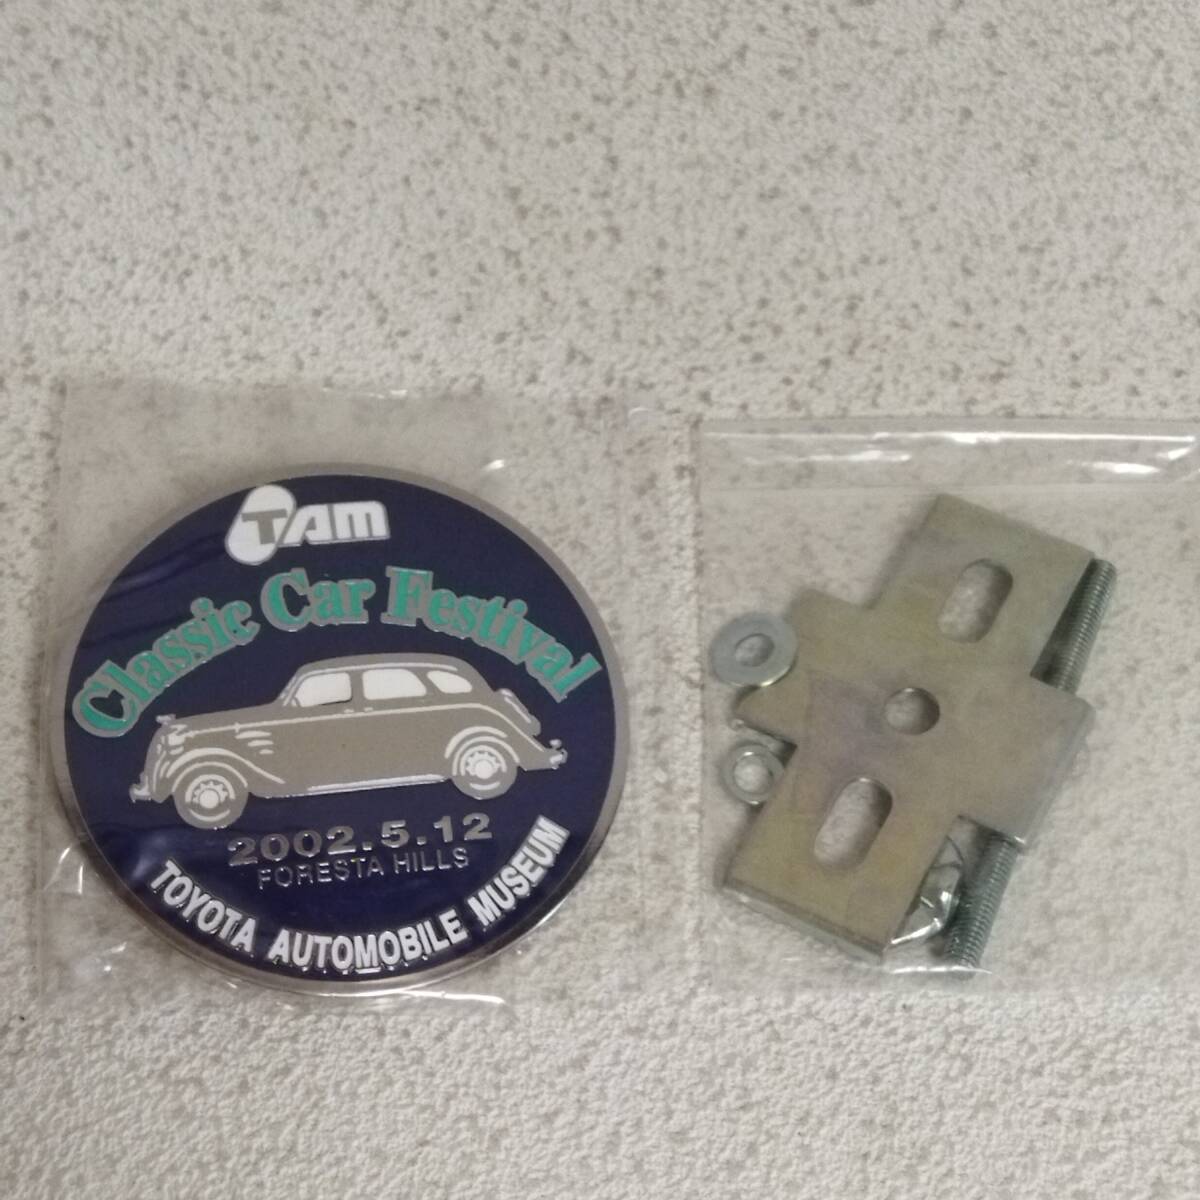 TAM
Classic Car Festival
2002.5.12
FORESTA HILLS
TOYOTA AUTOMOBILE MUSEUM